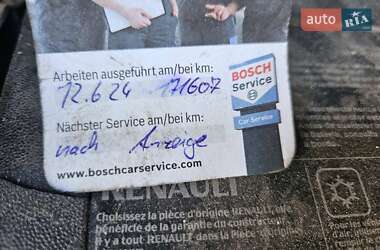 auto RIA
Arbeiten ausgeführt am/bei km:
12.6.24 171607
BOSCH
Service
Car Service
Nächster Service am/bei km:
nach Anzeige
www.boschcarservice.com
RENAULT
Choisissez la pièce d'origine RENAULT, elle
bénéficie de la garantie du constructeur
Il y a tout RENAULT dans la Pièce d'Origine